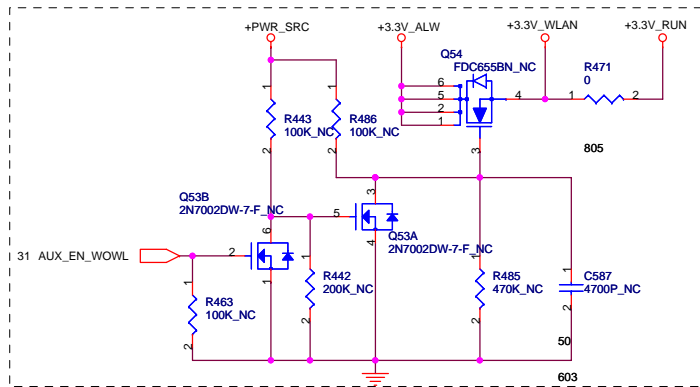 +PWR_SRC
+3.3V_ALW
+3.3V_WLAN
+3.3V_RUN
Q54
FDC655BN_NC
R471
0
6
5
2
1
4
3
1
2
805
1
R443
100K_NC
2
1
R486
100K_NC
2
Q53B
2N7002DW-7-F_NC
6
2
1
5
3
4
Q53A
2N7002DW-7-F_NC
31 AUX_EN_WOWL
1
R463
100K_NC
2
1
R442
200K_NC
2
1
R485
470K_NC
2
1
C587
4700P_NC
2
50
603